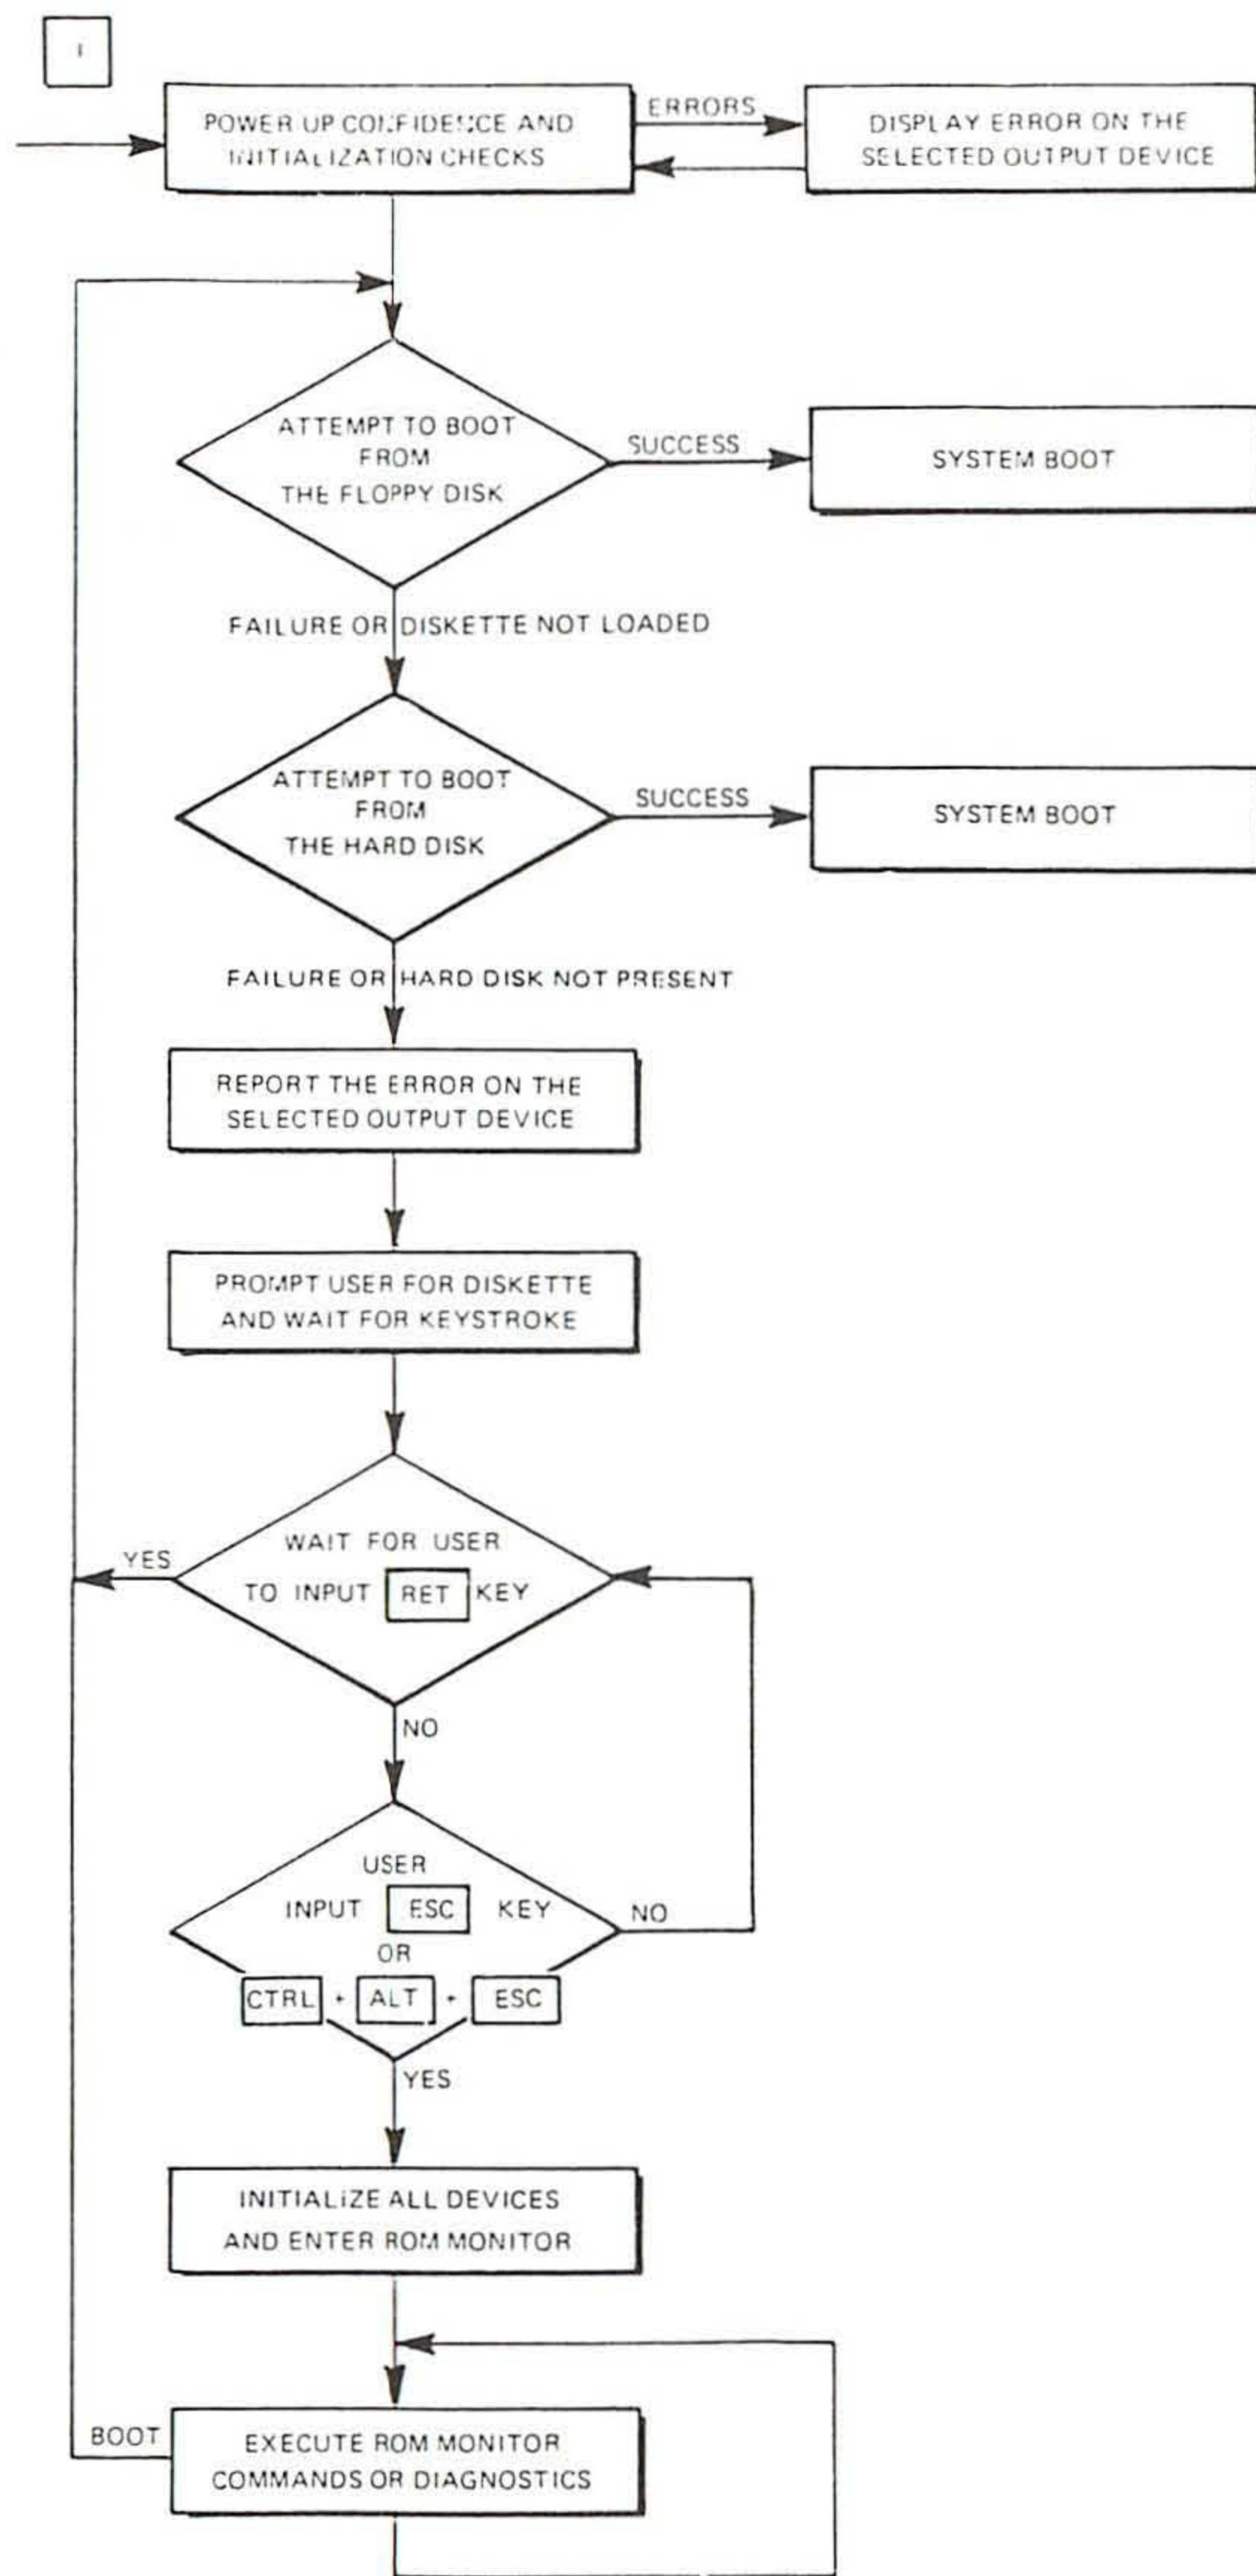 POWER UP CONFIDENCE AND
INITIALIZATION CHECKS
ERRORS
DISPLAY ERROR ON THE
SELECTED OUTPUT DEVICE
ATTEMPT TO BOOT
FROM
THE FLOPPY DISK
SUCCESS
SYSTEM BOOT
FAILURE OR DISKETTE NOT LOADED
ATTEMPT TO BOOT
FROM
THE HARD DISK
SUCCESS
SYSTEM BOOT
FAILURE OR HARD DISK NOT PRESENT
REPORT THE ERROR ON THE
SELECTED OUTPUT DEVICE
PROMPT USER FOR DISKETTE
AND WAIT FOR KEYSTROKE
YES
WAIT FOR USER
TO INPUT RET KEY
NO
USER
INPUT ESC KEY
NO
OR
CTRL + ALT + ESC
YES
INITIALIZE ALL DEVICES
AND ENTER ROM MONITOR
BOOT
EXECUTE ROM MONITOR
COMMANDS OR DIAGNOSTICS